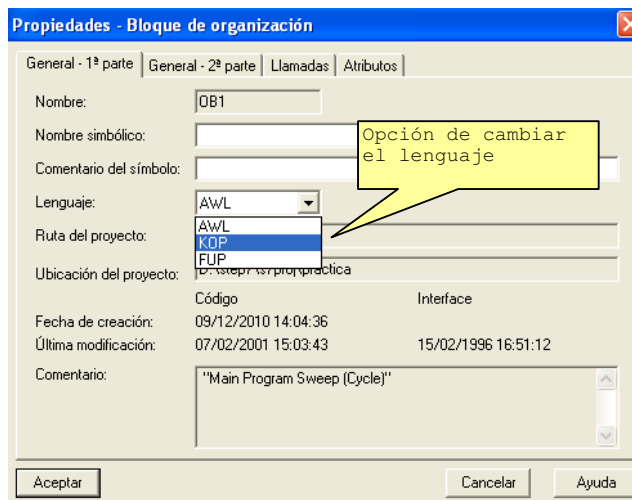 Propiedades - Bloque de organización
General - 1ª parte
General - 2ª parte
Llamadas
Atributos
Nombre:
OB1
Nombre simbólico:
Comentario del símbolo:
Opción de cambiar
el lenguaje
Lenguaje:
AWL
AWL
KOP
FUP
Ruta del proyecto:
Ubicación del proyecto:
D:\step7\s7proj\practica
Código
Interface
Fecha de creación:
09/12/2010 14:04:36
Última modificación:
07/02/2001 15:03:43
15/02/1996 16:51:12
Comentario:
"Main Program Sweep (Cycle)"
Aceptar
Cancelar
Ayuda